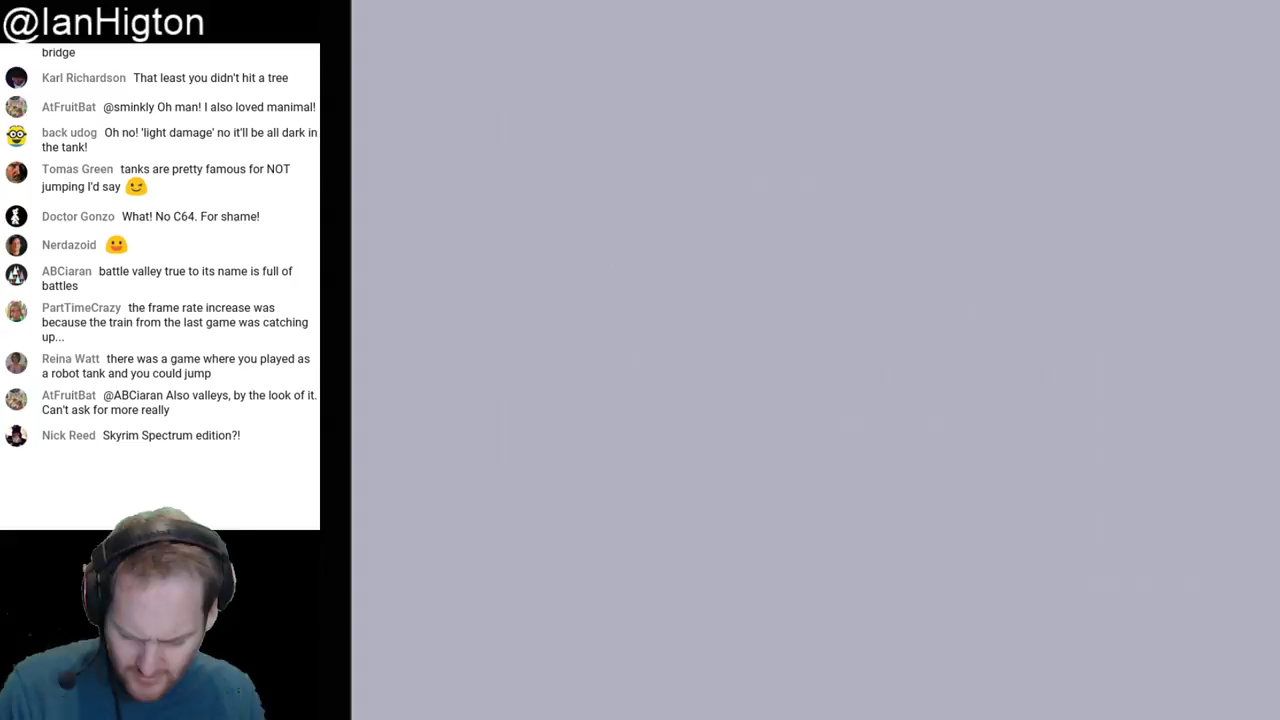 @IanHigton
bridge
Karl Richardson That least you didn't hit a tree
AtFruitBat @sminkly Oh man! I also loved manimal!
back udog Oh no! 'light damage' no it'll be all dark in
the tank!
Tomas Green tanks are pretty famous for NOT
jumping I'd say
Doctor Gonzo What! No C64. For shame!
Nerdazoid
ABCiaran battle valley true to its name is full of
battles
PartTimeCrazy the frame rate increase was
because the train from the last game was catching
up...
Reina Watt there was a game where you played as
a robot tank and you could jump
AtFruitBat @ABCiaran Also valleys, by the look of it.
Can't ask for more really
Nick Reed Skyrim Spectrum edition?!